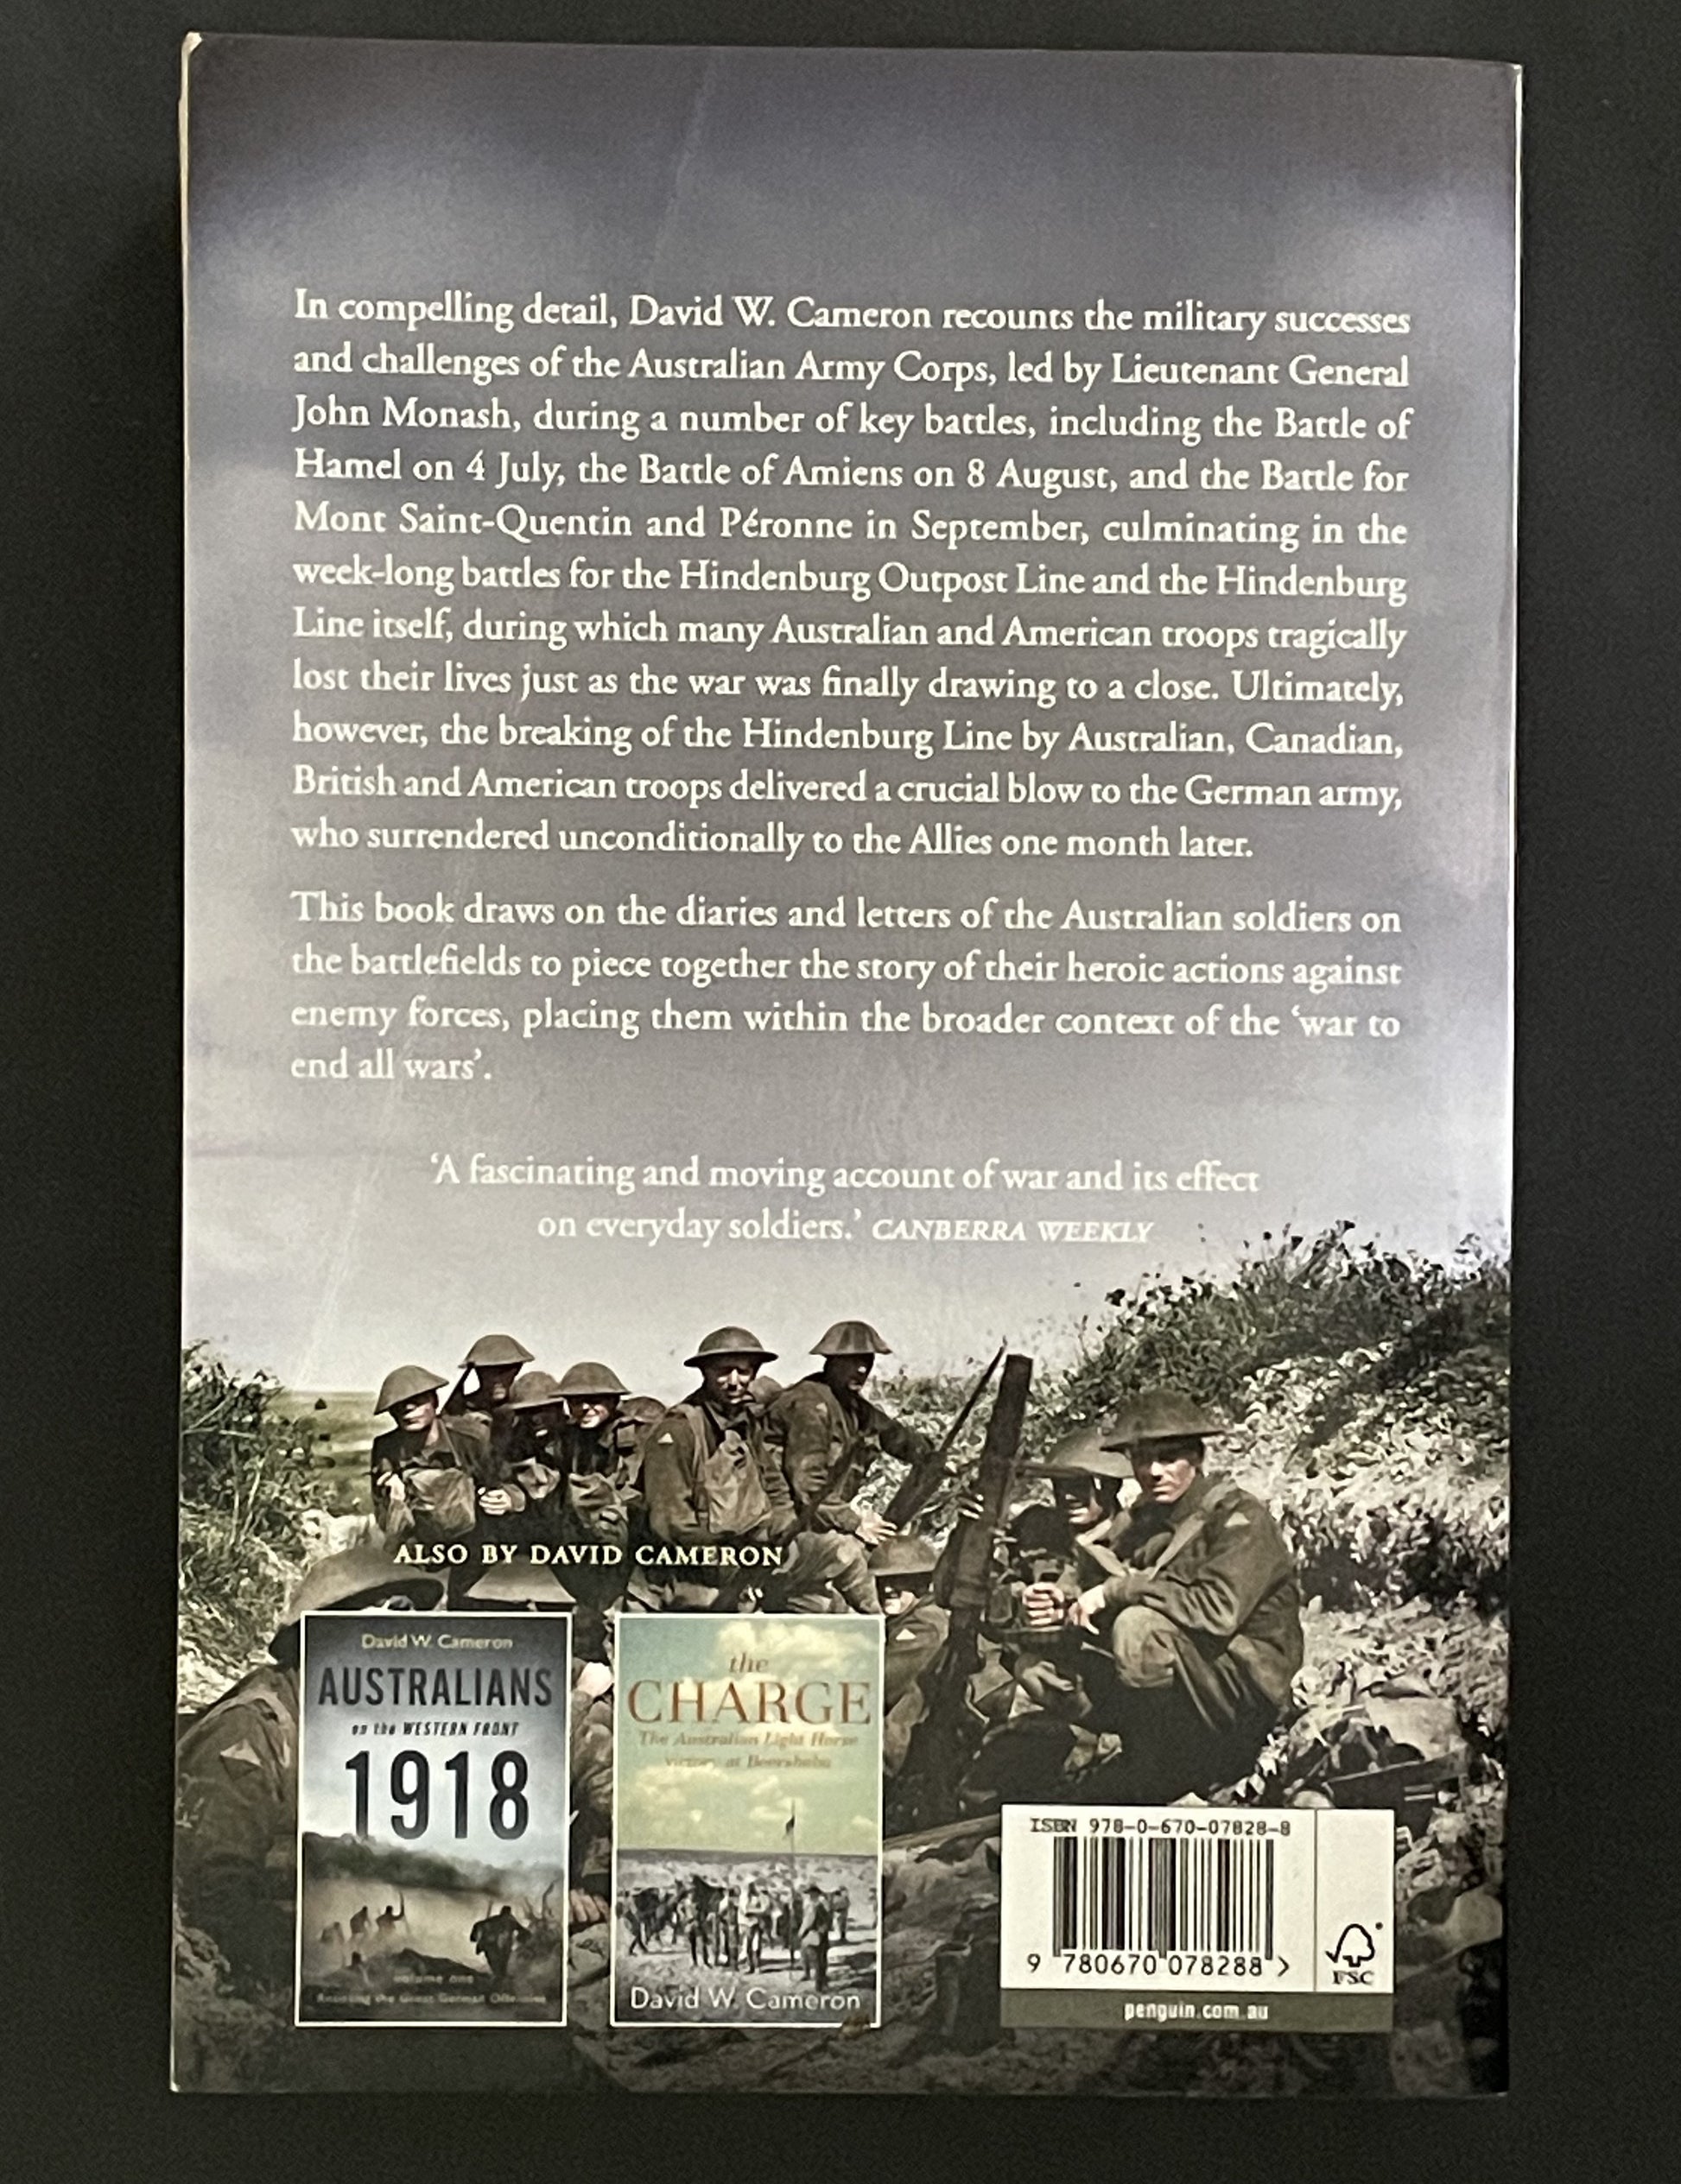 In compelling detail, David W. Cameron recounts the military successes
and challenges of the Australian Army Corps, led by Lieutenant General
John Monash, during a number of key battles, including the Battle of
Hamel on 4 July, the Battle of Amiens on 8 August, and the Battle for
Mont Saint-Quentin and Péronne in September, culminating in the
week-long battles for the Hindenburg Outpost Line and the Hindenburg
Line itself, during which many Australian and American troops tragically
lost their lives just as the war was finally drawing to a close. Ultimately,
however, the breaking of the Hindenburg Line by Australian, Canadian,
British and American troops delivered a crucial blow to the German army,
who surrendered unconditionally to the Allies one month later.
This book draws on the diaries and letters of the Australian soldiers on
the battlefields to piece together the story of their heroic actions against
enemy forces, placing them within the broader context of the ‘war to
end all wars’.
‘A fascinating and moving account of war and its effect
on everyday soldiers.’ CANBERRA WEEKLY
ALSO BY DAVID CAMERON
David W. Cameron
AUSTRALIANS
on the WESTERN FRONT
1918
volume one
Resisting the Great German Offensive
the
CHARGE
The Australian Light Horse
victory at Beersheba
David W. Cameron
ISBN 978-0-670-07828-8
9 780670 078288 >
FSC
penguin.com.au